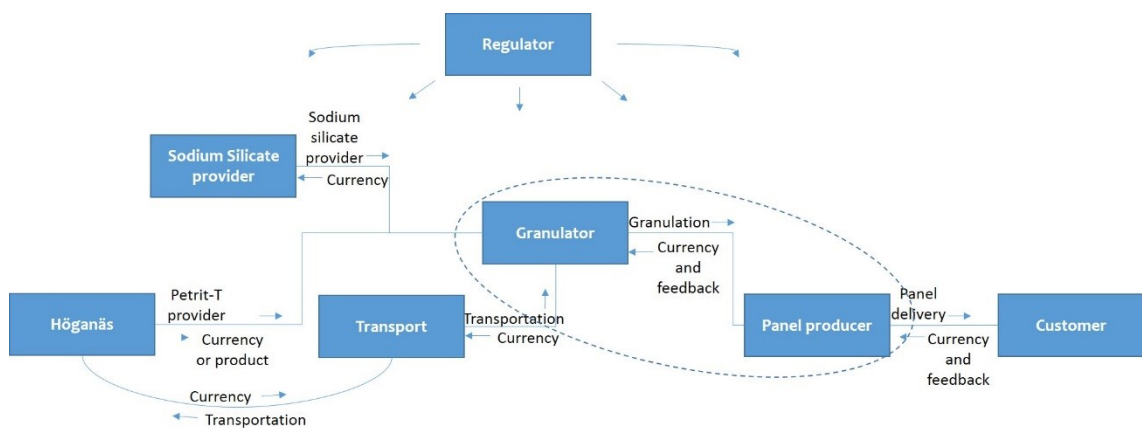 Regulator
Sodium
silicate
provider
Sodium Silicate
provider
Currency
Granulator
Granulation
Currency
and
feedback
Petrit-T
provider
Höganäs
Currency
or product
Transport
Transportation
Currency
Panel producer
Panel
delivery
Currency
and
feedback
Customer
Currency
Transportation